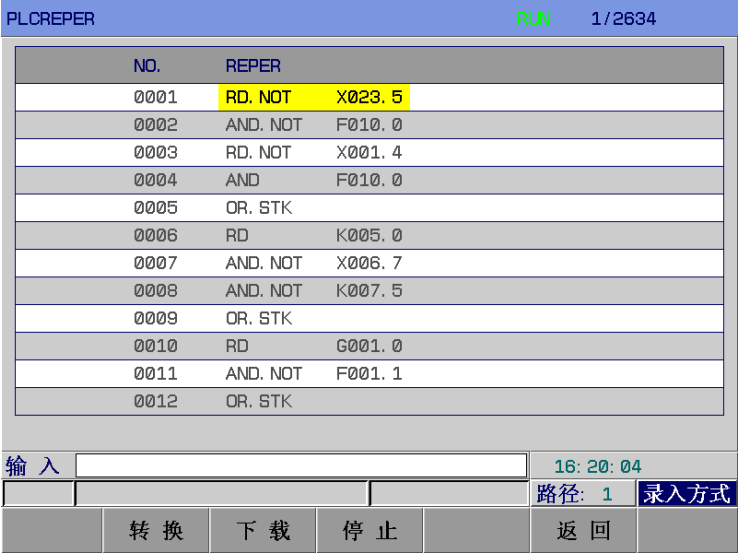 PLCREPER RUN 1/2634
NO. REPER
0001 RD. NOT X023. 5
0002 AND. NOT F010. 0
0003 RD. NOT X001. 4
0004 AND F010. 0
0005 OR. STK
0006 RD K005. 0
0007 AND. NOT X006. 7
0008 AND. NOT K007. 5
0009 OR. STK
0010 RD G001. 0
0011 AND. NOT F001. 1
0012 OR. STK
输 入 16: 20: 04
路径: 1 录入方式
转 换 下 载 停 止 返 回